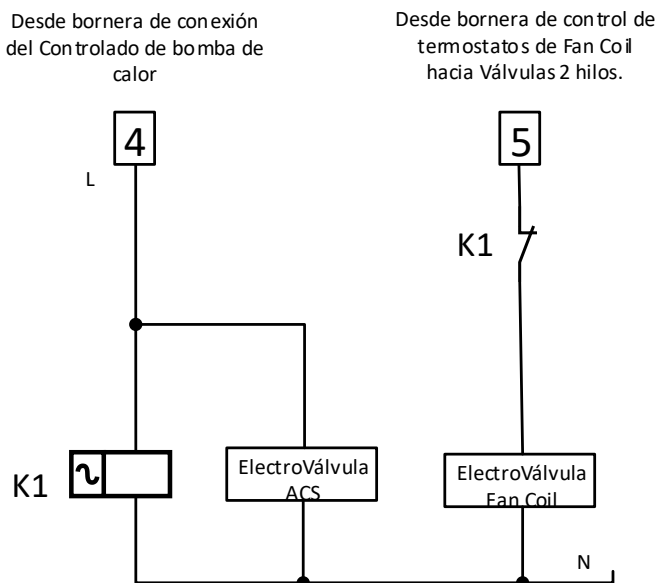 Desde bornera de conexión
del Controlado de bomba de
calor
Desde bornera de control de
termostatos de Fan Coil
hacia Válvulas 2 hilos.
4
5
L
K1
K1
ElectroVálvula
ACS
ElectroVálvula
Fan Coil
N